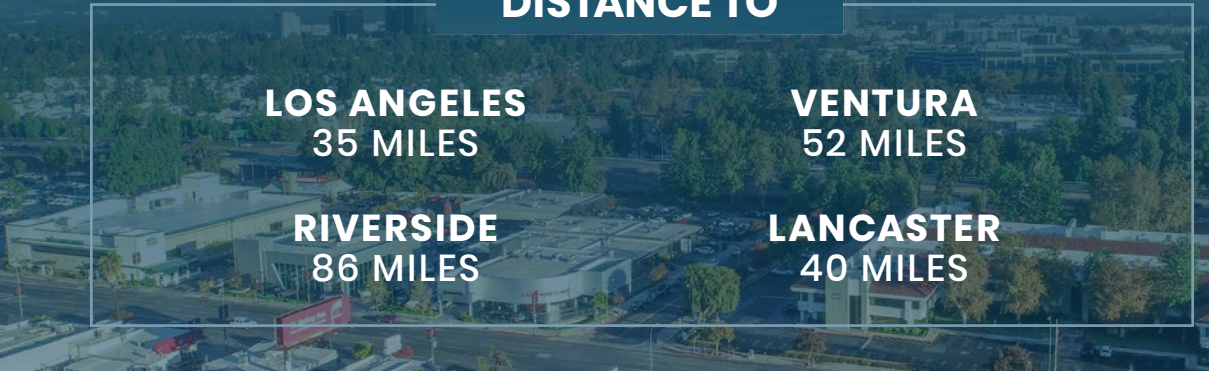 DISTANCE TO
LOS ANGELES
35 MILES
VENTURA
52 MILES
RIVERSIDE
86 MILES
LANCASTER
40 MILES